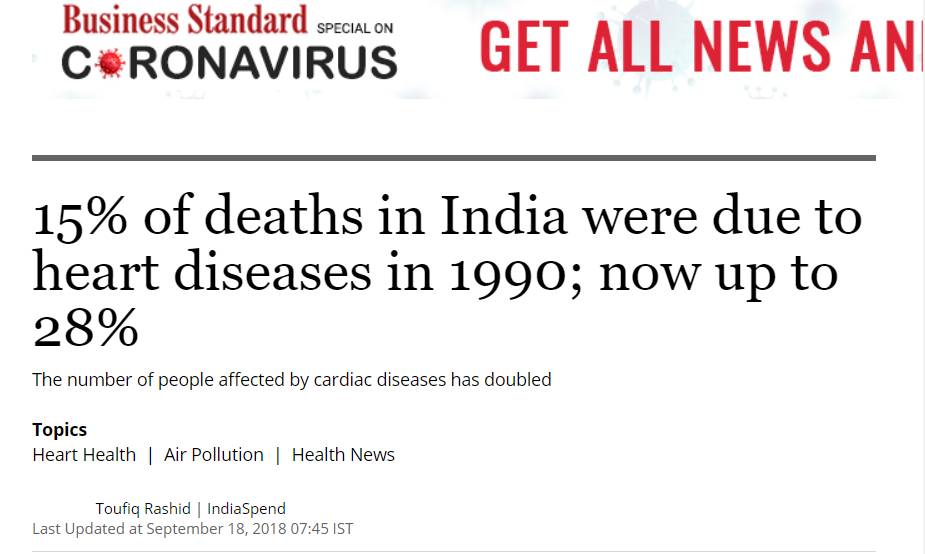 Business Standard SPECIAL ON
CORONAVIRUS
GET ALL NEWS AN
15% of deaths in India were due to
heart diseases in 1990; now up to
28%
The number of people affected by cardiac diseases has doubled
Topics
Heart Health | Air Pollution | Health News
Toufiq Rashid | IndiaSpend
Last Updated at September 18, 2018 07:45 IST